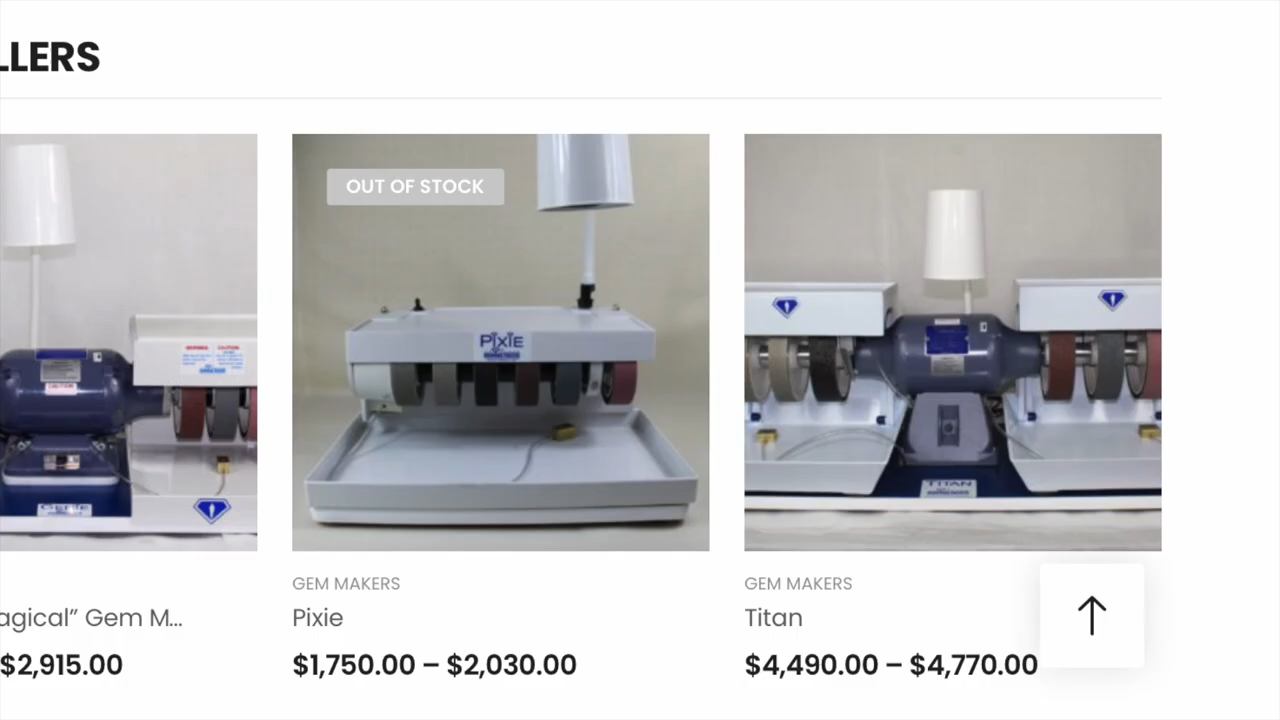 LLERS
OUT OF STOCK
PIXIE
CAUTION
TITAN
agical” Gem M...
$2,915.00
GEM MAKERS
Pixie
$1,750.00 – $2,030.00
GEM MAKERS
Titan
$4,490.00 – $4,770.00